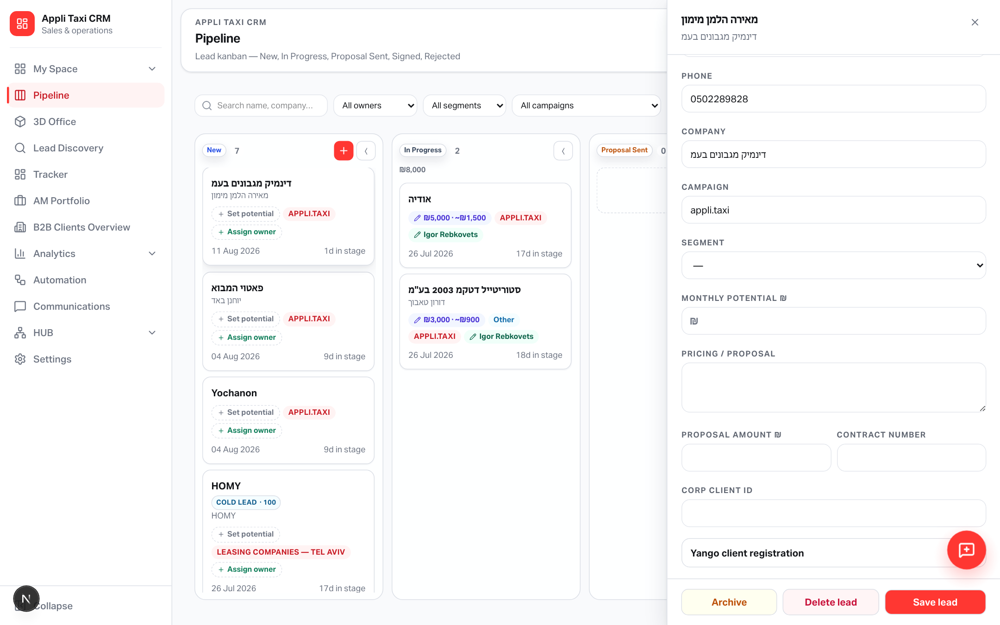 Appli Taxi CRM
Sales & operations
My Space
Pipeline
3D Office
Lead Discovery
Tracker
AM Portfolio
B2B Clients Overview
Analytics
Automation
Communications
HUB
Settings
N
Collapse
APPLI TAXI CRM
Pipeline
Lead kanban — New, In Progress, Proposal Sent, Signed, Rejected
Search name, company...
All owners
All segments
All campaigns
New 7
דינמיק מגבונים בעמ
מאירה הלמן מימון
+ Set potential APPLI.TAXI
+ Assign owner
11 Aug 2026 1d in stage
פאטוי המבוא
יוחנן באד
+ Set potential APPLI.TAXI
+ Assign owner
04 Aug 2026 9d in stage
Yochanon
+ Set potential APPLI.TAXI
+ Assign owner
04 Aug 2026 9d in stage
HOMY
COLD LEAD · 100
HOMY
+ Set potential
LEASING COMPANIES — TEL AVIV
+ Assign owner
26 Jul 2026 17d in stage
In Progress 2
₪8,000
אודיה
₪5,000 · ~₪1,500 APPLI.TAXI
Igor Rebkovets
26 Jul 2026 17d in stage
סטוריטייל דטקמ 2003 בע"מ
דורון טאבוך
₪3,000 · ~₪900 Other
APPLI.TAXI Igor Rebkovets
26 Jul 2026 18d in stage
Proposal Sent 0
מאירה הלמן מימון
דינמיק מגבונים בעמ
PHONE
0502289828
COMPANY
דינמיק מגבונים בעמ
CAMPAIGN
appli.taxi
SEGMENT
—
MONTHLY POTENTIAL ₪
₪
PRICING / PROPOSAL
PROPOSAL AMOUNT ₪
CONTRACT NUMBER
CORP CLIENT ID
Yango client registration
Archive
Delete lead
Save lead